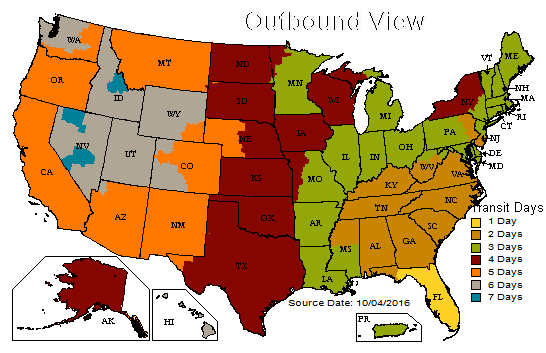 Outbound View
WA
MT
ND
MN
VT
ME
OR
ID
SD
WI
MI
NY
NH
MA
WY
RI
CT
NE
IA
PA
NJ
NV
UT
CO
IL
IN
OH
DE
MD
CA
KS
MO
WV
VA
KY
AZ
NM
OK
AR
TN
NC
SC
TX
LA
MS
AL
GA
FL
AK
HI
PR
Transit Days
1 Day
2 Days
3 Days
4 Days
5 Days
6 Days
7 Days
Source Date: 10/04/2016